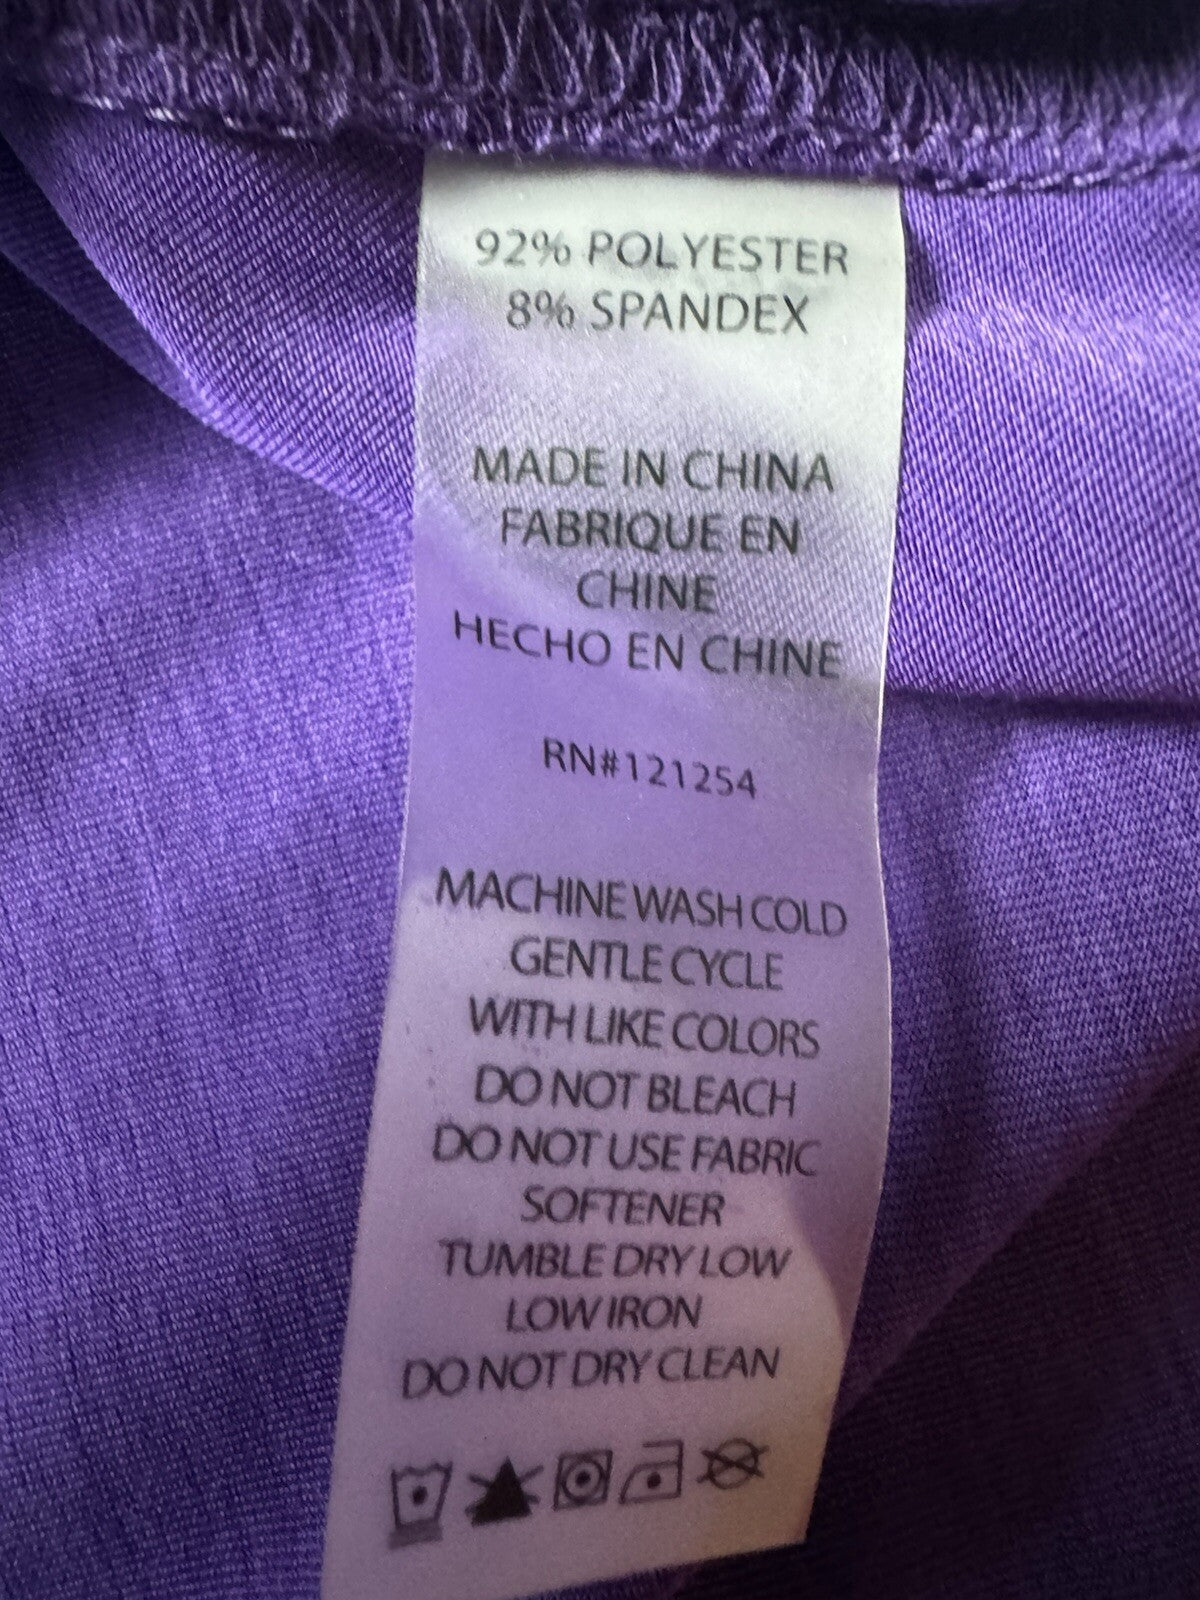 92% POLYESTER
8% SPANDEX
MADE IN CHINA
FABRIQUE EN
CHINE
HECHO EN CHINE
RN#121254
MACHINE WASH COLD
GENTLE CYCLE
WITH LIKE COLORS
DO NOT BLEACH
DO NOT USE FABRIC
SOFTENER
TUMBLE DRY LOW
LOW IRON
DO NOT DRY CLEAN